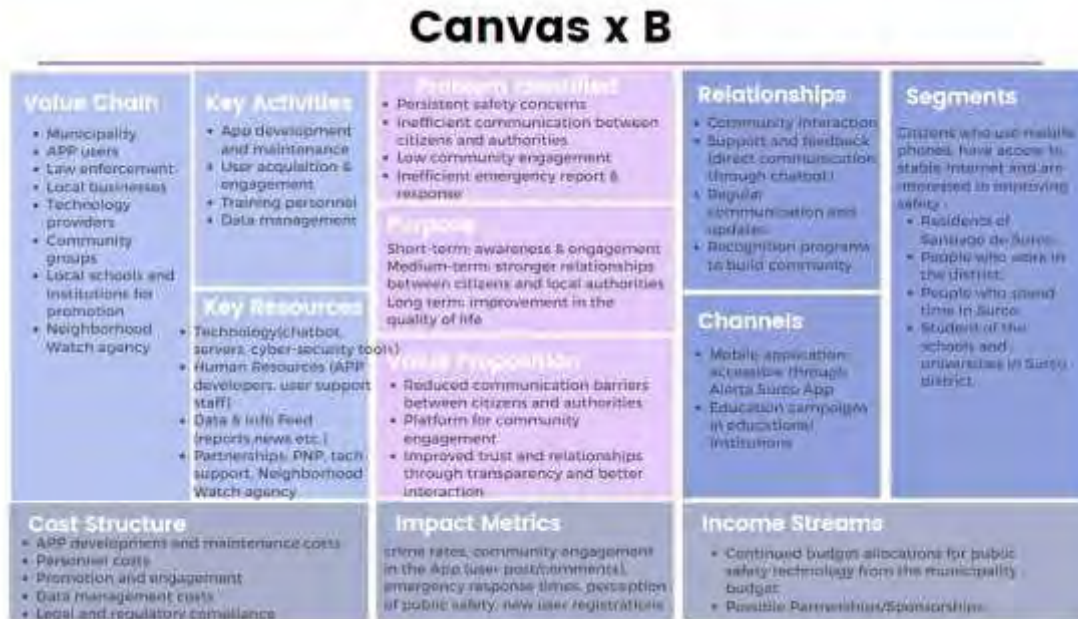 Canvas x B
Value Chain
• Municipality
• APP users
• Law enforcement
• Local businesses
• Technology
providers
• Community
groups
• Local schools and
institutions for
promotion
• Neighborhood
Watch agency
Key Activities
• App development
and maintenance
• User acquisition &
engagement
• Training personnel
• Data management
Key Resources
• Technology(chatbot,
servers, cyber-security tools)
• Human Resources (APP
developers, user support
staff)
• Data & Info Feed
(reports,news etc.)
• Partnerships: PNP, tach
support, Neighborhood
Watch agency
Problem Identified
• Persistent safety concerns
• Inefficient communication between
citizens and authorities
• Low community engagement
• Inefficient emergency report &
response
Purpose
Short-term: awareness & engagement
Medium-term: stronger relationships
between citizens and local authorities
Long term: improvement in the
quality of life
Value Proposition
• Reduced communication barriers
between citizens and authorities
• Platform for community
engagement
• Improved trust and relationships
through transparency and better
interaction
Relationships
• Community interaction
• Support and feedback
(direct communication
through chatbot)
• Regular
communication and
updates
• Recognition programs
to build community
Channels
• Mobile application:
accessible through
Alerta Surco App
• Education campaigns
in educational
institutions
Segments
Citizens who use mobile
phones, have access to
stable internet and are
interested in improving
safety :
• Residents of
Santiago de Surco.
• People who work in
the district.
• People who spend
time in Surco
• Student of the
schools and
universities in Surco
district.
Cost Structure
• APP development and maintenance costs
• Personnel costs
• Promotion and engagement
• Data management costs
• Legal and regulatory compliance
Impact Metrics
crime rates, community engagement
in the App (user post/comments),
emergency response times, perception
of public safety, new user registrations
Income Streams
• Continued budget allocations for public
safety technology from the municipality
budget.
• Possible Partnerships/Sponsorships